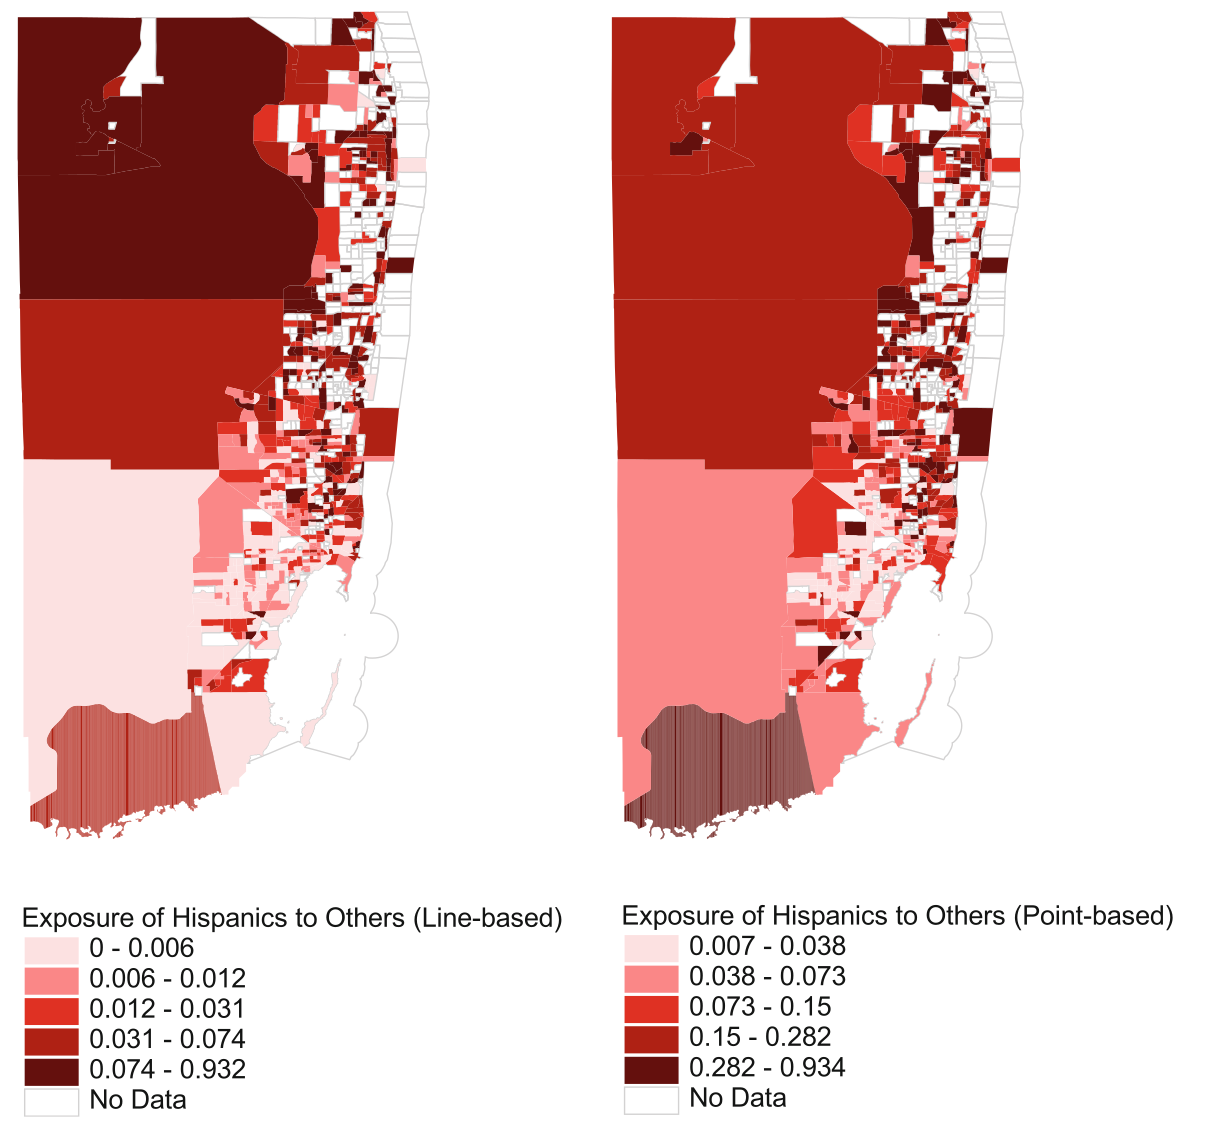 Exposure of Hispanics to Others (Line-based)
0 - 0.006
0.006 - 0.012
0.012 - 0.031
0.031 - 0.074
0.074 - 0.932
No Data
Exposure of Hispanics to Others (Point-based)
0.007 - 0.038
0.038 - 0.073
0.073 - 0.15
0.15 - 0.282
0.282 - 0.934
No Data